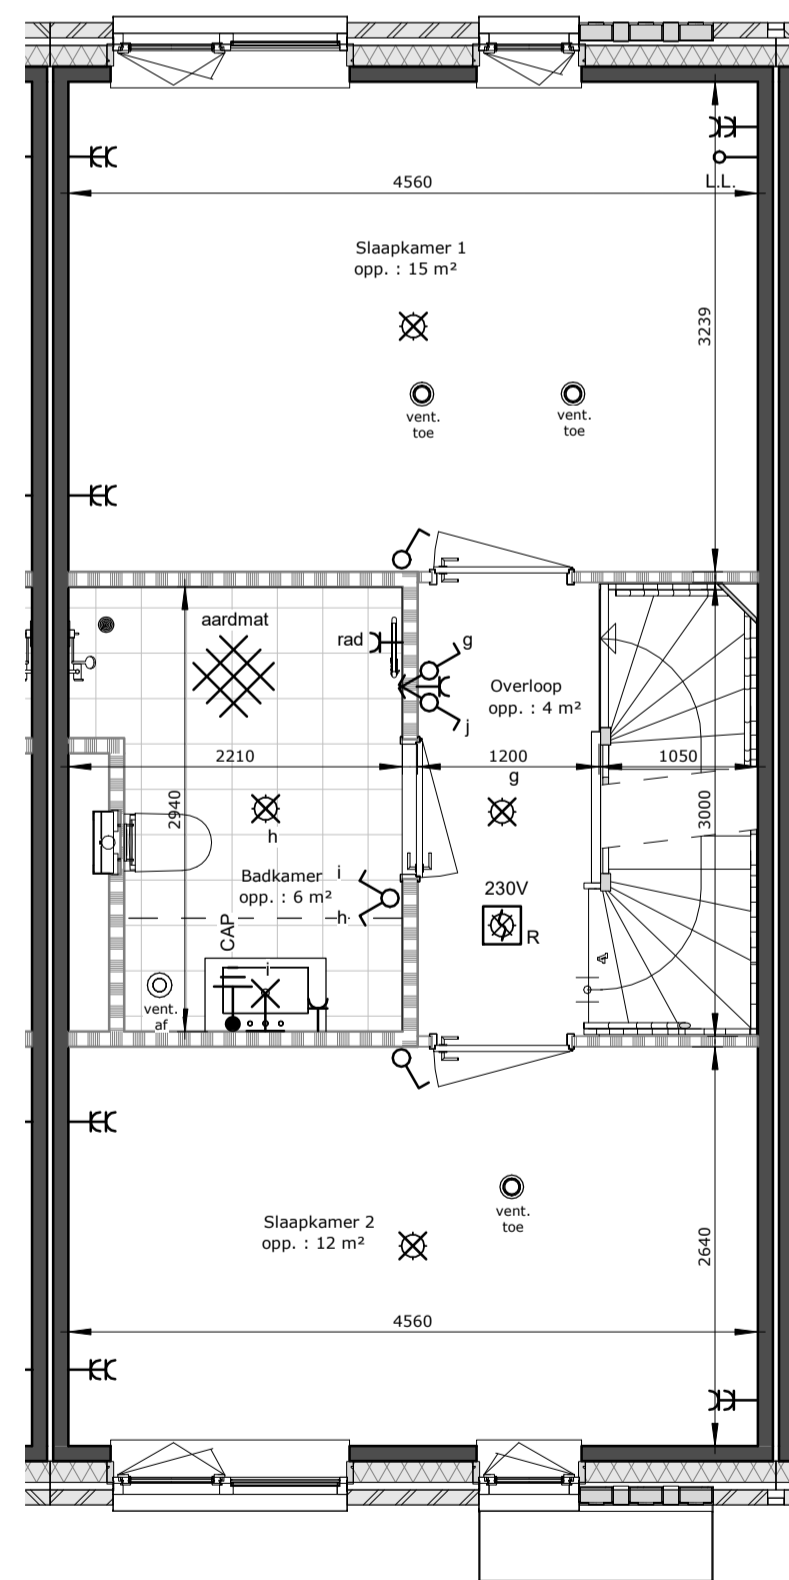 L.L.
4560
Slaapkamer 1
opp. : 15 m²
3239
vent.
toe
vent.
toe
aardmat
rad
g
Overloop
opp. : 4 m²
j
2210
1200
1050
g
2940
3000
h
Badkamer
opp. : 6 m²
i
h
230V
R
CAP
4
i
vent.
af
vent.
toe
Slaapkamer 2
opp. : 12 m²
2640
4560